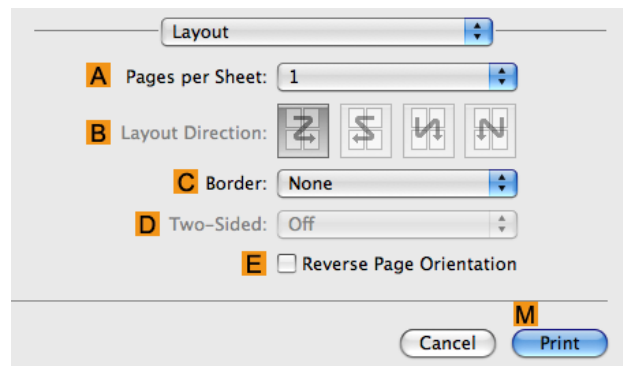 Layout
A Pages per Sheet: 1
B Layout Direction:
C Border: None
D Two-Sided: Off
E Reverse Page Orientation
M
Cancel Print